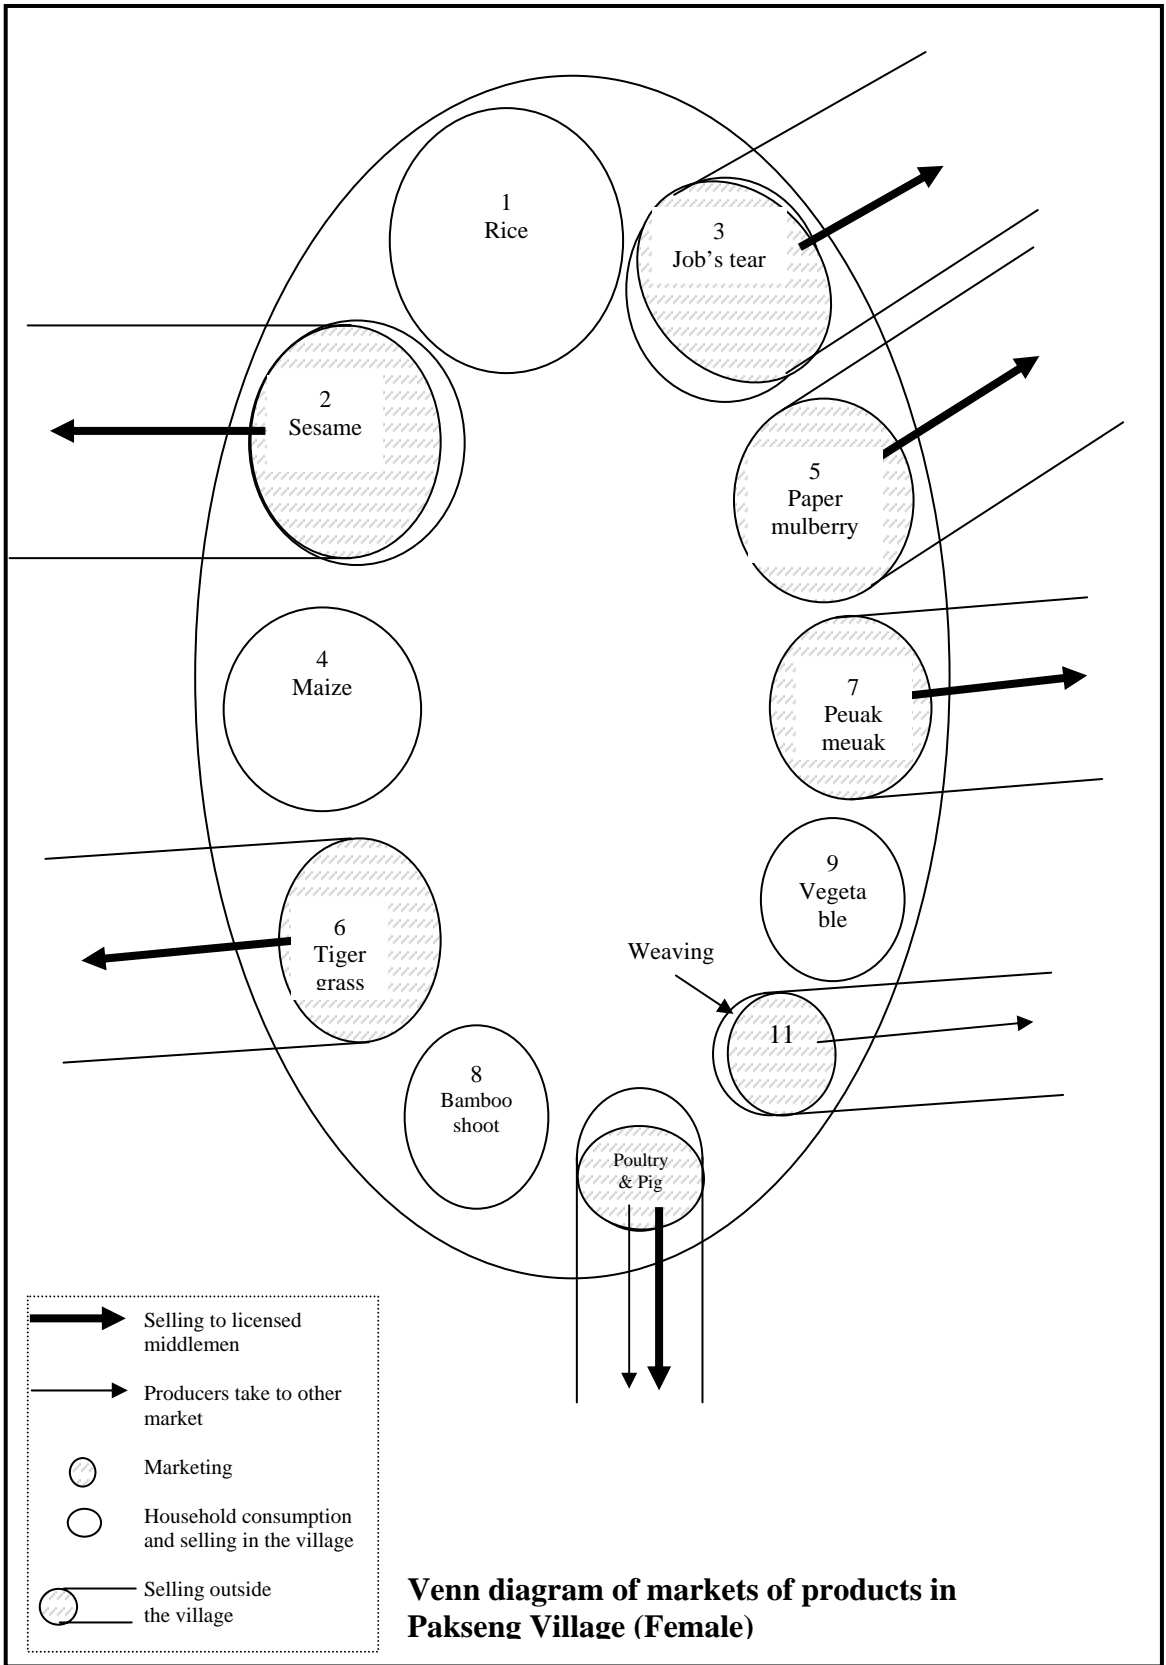 1
Rice
3
Job's tear
2
Sesame
5
Paper
mulberry
4
Maize
7
Peuak
meuak
9
Vegeta
ble
6
Tiger
grass
Weaving
11
8
Bamboo
shoot
Poultry
& Pig
Selling to licensed
middlemen
Producers take to other
market
Marketing
Household consumption
and selling in the village
Selling outside
the village
Venn diagram of markets of products in
Pakseng Village (Female)